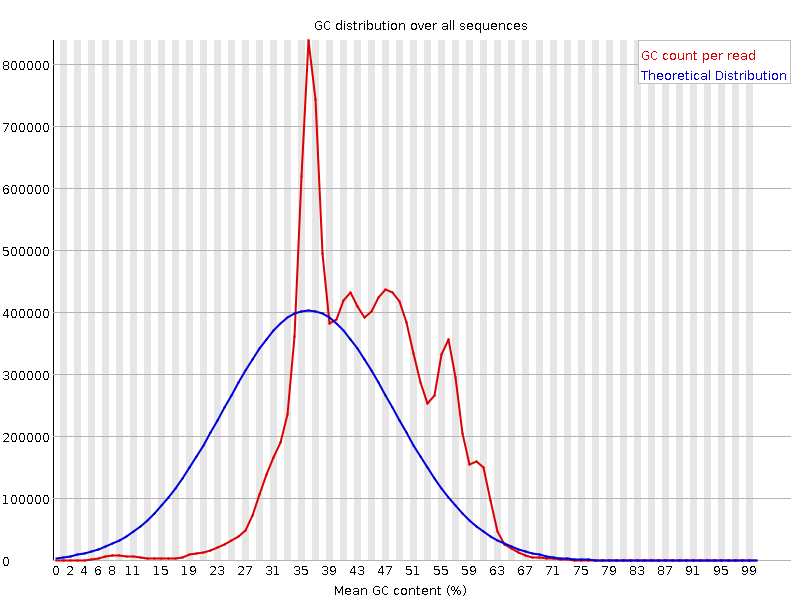 GC distribution over all sequences
GC count per read
Theoretical Distribution
800000
700000
600000
500000
400000
300000
200000
100000
0
0 2 4 6 8 11 15 19 23 27 31 35 39 43 47 51 55 59 63 67 71 75 79 83 87 91 95 99
Mean GC content (%)